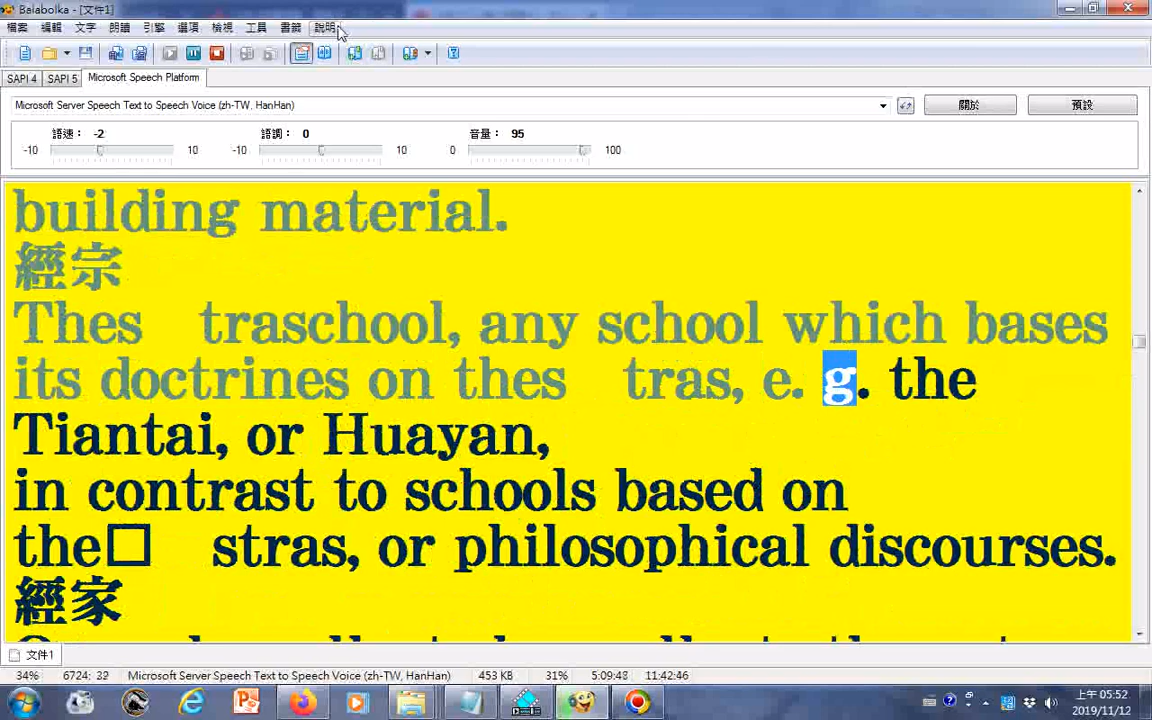 Balabolka - [文件1]
檔案 編輯 文字 朗讀 引擎 選項 檢視 工具 書籤 說明
SAPI 4 SAPI 5 Microsoft Speech Platform
Microsoft Server Speech Text to Speech Voice (zh-TW, HanHan) 關於 預設
語速： -2 語調： 0 音量： 95
-10 10 -10 10 0 100
building material.
經宗
Thes traschool, any school which bases
its doctrines on thes tras, e. g. the
Tiantai, or Huayan,
in contrast to schools based on
the□ stras, or philosophical discourses.
經家
文件1
34% 6724: 32 Microsoft Server Speech Text to Speech Voice (zh-TW, HanHan) 453 KB 31% 5:09:48 11:42:46
上午 05:52
2019/11/12